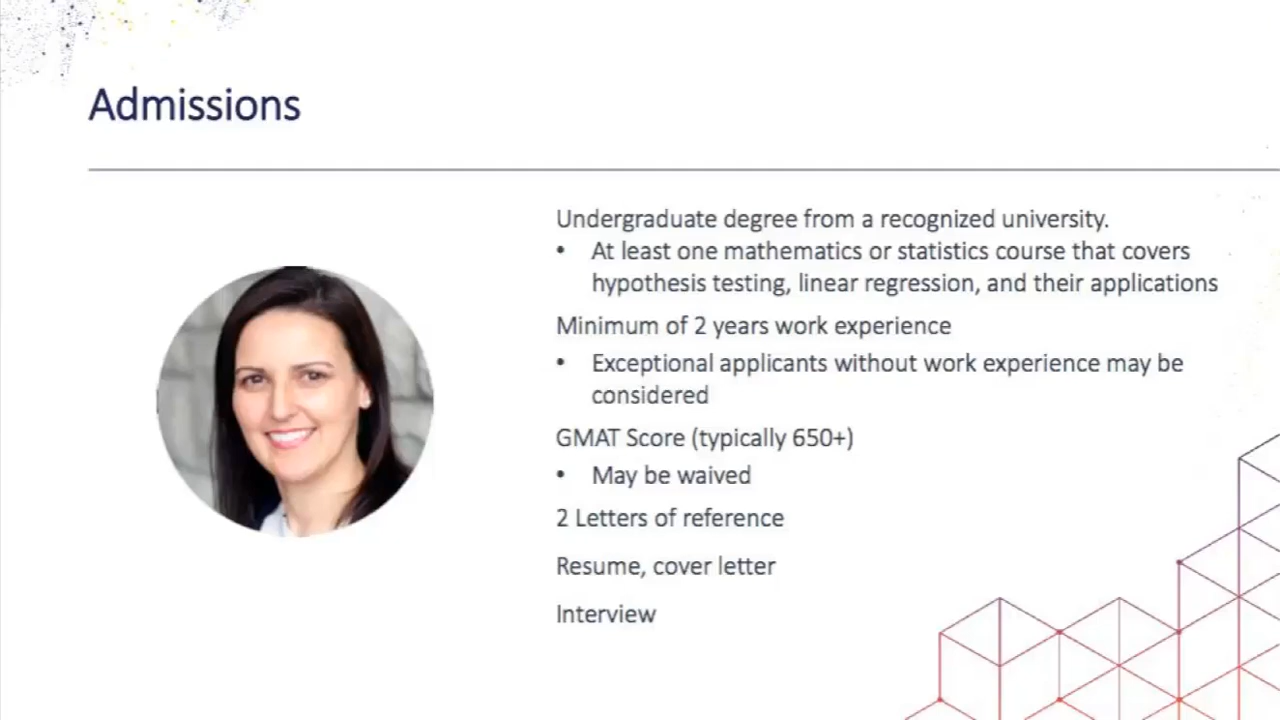 Admissions
Undergraduate degree from a recognized university.
• At least one mathematics or statistics course that covers
hypothesis testing, linear regression, and their applications
Minimum of 2 years work experience
• Exceptional applicants without work experience may be
considered
GMAT Score (typically 650+)
• May be waived
2 Letters of reference
Resume, cover letter
Interview